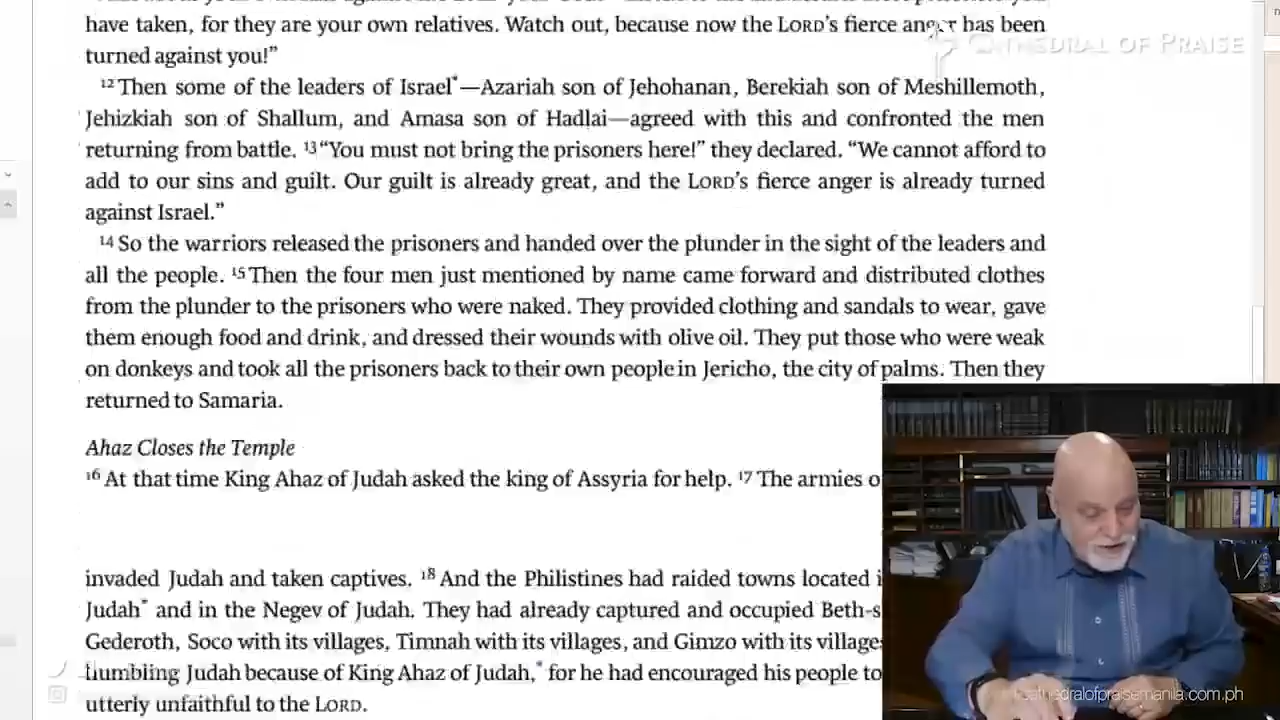 have taken, for they are your own relatives. Watch out, because now the LORD’s fierce anger has been
turned against you!”
12 Then some of the leaders of Israel*—Azariah son of Jehohanan, Berekiah son of Meshillemoth,
Jehizkiah son of Shallum, and Amasa son of Hadlai—agreed with this and confronted the men
returning from battle. 13 “You must not bring the prisoners here!” they declared. “We cannot afford to
add to our sins and guilt. Our guilt is already great, and the LORD’s fierce anger is already turned
against Israel.”
14 So the warriors released the prisoners and handed over the plunder in the sight of the leaders and
all the people. 15 Then the four men just mentioned by name came forward and distributed clothes
from the plunder to the prisoners who were naked. They provided clothing and sandals to wear, gave
them enough food and drink, and dressed their wounds with olive oil. They put those who were weak
on donkeys and took all the prisoners back to their own people in Jericho, the city of palms. Then they
returned to Samaria.
Ahaz Closes the Temple
16 At that time King Ahaz of Judah asked the king of Assyria for help. 17 The armies
invaded Judah and taken captives. 18 And the Philistines had raided towns located
Judah* and in the Negev of Judah. They had already captured and occupied
Gederoth, Soco with its villages, Timnah with its villages, and Gimzo with its
humbling Judah because of King Ahaz of Judah,* for he had encouraged his people to
utterly unfaithful to the LORD.
CATHEDRAL OF PRAISE
cathedralofpraisemanila.com.ph